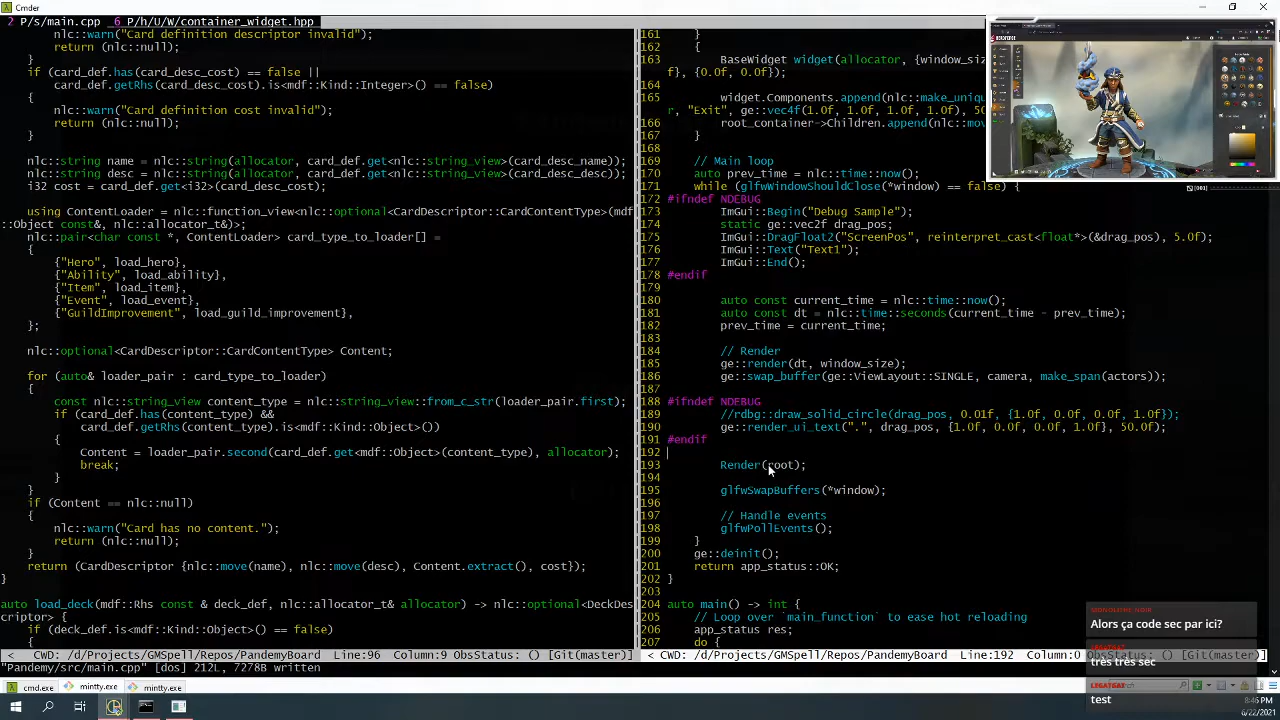 Cmder
2 P/s/main.cpp  6 P/h/U/W/container_widget.hpp
nlc::warn("Card definition descriptor invalid");
return (nlc::null);
}
if (card_def.has(card_desc_cost) == false ||
card_def.getRhs(card_desc_cost).is<mdf::Kind::Integer>() == false)
{
nlc::warn("Card definition cost invalid");
return (nlc::null);
}
nlc::string name = nlc::string(allocator, card_def.get<nlc::string_view>(card_desc_name));
nlc::string desc = nlc::string(allocator, card_def.get<nlc::string_view>(card_desc_desc));
i32 cost = card_def.get<i32>(card_desc_cost);
using ContentLoader = nlc::function_view<nlc::optional<CardDescriptor::CardContentType>(mdf
::Object const&, nlc::allocator_t&)>;
nlc::pair<char const *, ContentLoader> card_type_to_loader[] =
{
{"Hero", load_hero},
{"Ability", load_ability},
{"Item", load_item},
{"Event", load_event},
{"GuildImprovement", load_guild_improvement},
};
nlc::optional<CardDescriptor::CardContentType> Content;
for (auto& loader_pair : card_type_to_loader)
{
const nlc::string_view content_type = nlc::string_view::from_c_str(loader_pair.first);
if (card_def.has(content_type) &&
card_def.getRhs(content_type).is<mdf::Kind::Object>())
{
Content = loader_pair.second(card_def.get<mdf::Object>(content_type), allocator);
break;
}
}
if (Content == nlc::null)
{
nlc::warn("Card has no content.");
return (nlc::null);
}
return (CardDescriptor {nlc::move(name), nlc::move(desc), Content.extract(), cost});
}
auto load_deck(mdf::Rhs const & deck_def, nlc::allocator_t& allocator) -> nlc::optional<DeckDes
criptor> {
if (deck_def.is<mdf::Kind::Object>() == false)
{
161 }
162 {
163 BaseWidget widget(allocator, {window_size
f}, {0.0f, 0.0f});
164
165 widget.Components.append(nlc::make_uniqu
r, "Exit", ge::vec4f(1.0f, 1.0f, 1.0f, 1.0f), 5
166 root_container->Children.append(nlc::mov
167 }
168
169 // Main loop
170 auto prev_time = nlc::time::now();
171 while (glfwWindowShouldClose(*window) == false) {
172 #ifndef NDEBUG
173 ImGui::Begin("Debug Sample");
174 static ge::vec2f drag_pos;
175 ImGui::DragFloat2("ScreenPos", reinterpret_cast<float*>(&drag_pos), 5.0f);
176 ImGui::Text("Text1");
177 ImGui::End();
178 #endif
179
180 auto const current_time = nlc::time::now();
181 auto const dt = nlc::time::seconds(current_time - prev_time);
182 prev_time = current_time;
183
184 // Render
185 ge::render(dt, window_size);
186 ge::swap_buffer(ge::ViewLayout::SINGLE, camera, make_span(actors));
187
188 #ifndef NDEBUG
189 //rdbg::draw_solid_circle(drag_pos, 0.01f, {1.0f, 0.0f, 0.0f, 1.0f});
190 ge::render_ui_text(".", drag_pos, {1.0f, 0.0f, 0.0f, 1.0f}, 50.0f);
191 #endif
192
193 Render(root);
194
195 glfwSwapBuffers(*window);
196
197 // Handle events
198 glfwPollEvents();
199 }
200 ge::deinit();
201 return app_status::OK;
202 }
203
204 auto main() -> int {
205 // Loop over `main_function` to ease hot reloading
206 app_status res;
207 do {
Alors ça code sec par ici?
très très sec
test
< CWD: /d/Projects/GMSpell/Repos/PandemyBoard Line:96 Column:9 ObsStatus: () [Git(master)]
< CWD: /d/Projects/GMSpell/Repos/PandemyBoard Line:192 Column:0 ObsStatus: () [Git(master)]
"Pandemy/src/main.cpp" [dos] 212L, 7278B written
cmd.exe
mintty.exe
mintty.exe
8:46 PM
6/22/2021